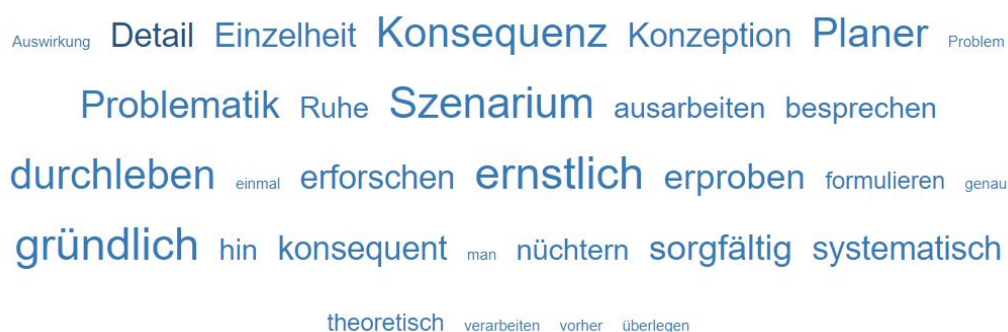 Auswirkung Detail Einzelheit Konsequenz Konzeption Planer Problem
Problematik Ruhe Szenarium ausarbeiten besprechen
durchleben einmal erforschen ernstlich erproben formulieren genau
gründlich hin konsequent man nüchtern sorgfältig systematisch
theoretisch verarbeiten vorher überlegen